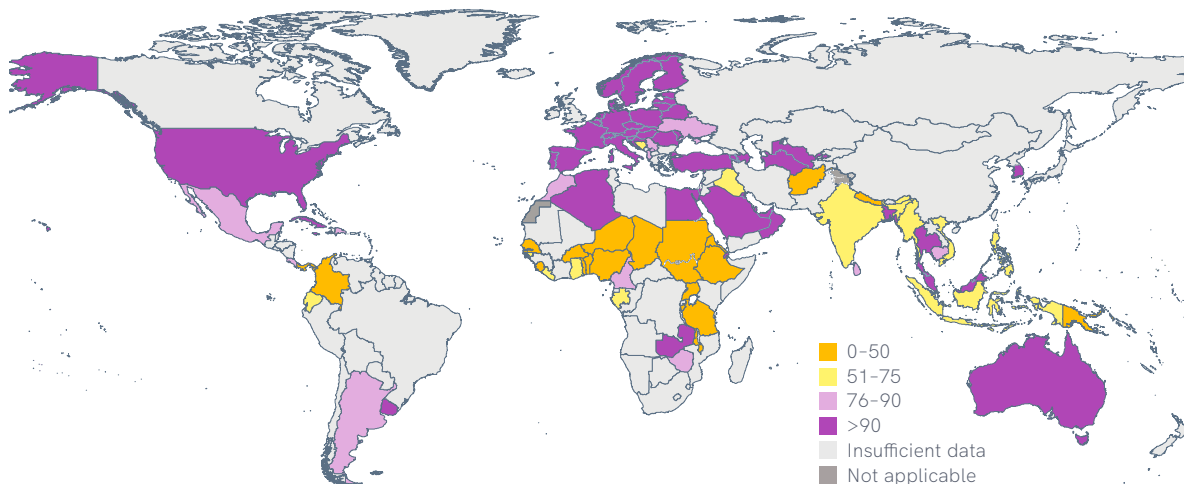 0–50
51–75
76–90
>90
Insufficient data
Not applicable